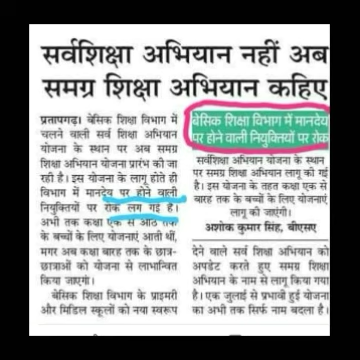 सर्वशिक्षा अभियान नहीं अब
समग्र शिक्षा अभियान कहिए
प्रतापगढ़। बेसिक शिक्षा विभाग में
चलने वाली सर्व शिक्षा अभियान
योजना के स्थान पर अब समग्र
शिक्षा अभियान योजना प्रारंभ की जा
रही है। इस योजना के लागू होते ही
विभाग में मानदेय पर होने वाली
नियुक्तियों पर रोक लग गई है।
अभी तक कक्षा एक से आठ तक
के बच्चों के लिए योजनाएं आती थीं,
मगर अब कक्षा बारह तक के छात्र-
छात्राओं को योजना से लाभान्वित
किया जाएगा।
बेसिक शिक्षा विभाग के प्राइमरी
और मिडिल स्कूलों को नया स्वरूप
बेसिक शिक्षा विभाग में मानदेय
पर होने वाली नियुक्तियों पर रोक
सर्वशिक्षा अभियान योजना के स्थान
पर समग्र शिक्षा अभियान लागू की गई
है। इस योजना के तहत कक्षा एक से
बारह तक के बच्चों के लिए योजनाएं
लागू की जाएंगी।
अशोक कुमार सिंह, बीएसए
देने वाले सर्व शिक्षा अभियान को
अपडेट करते हुए समग्र शिक्षा
अभियान के नाम से लागू किया गया
है। एक जुलाई से प्रभावी हुई योजना
का अभी तक सिर्फ नाम बदला है।